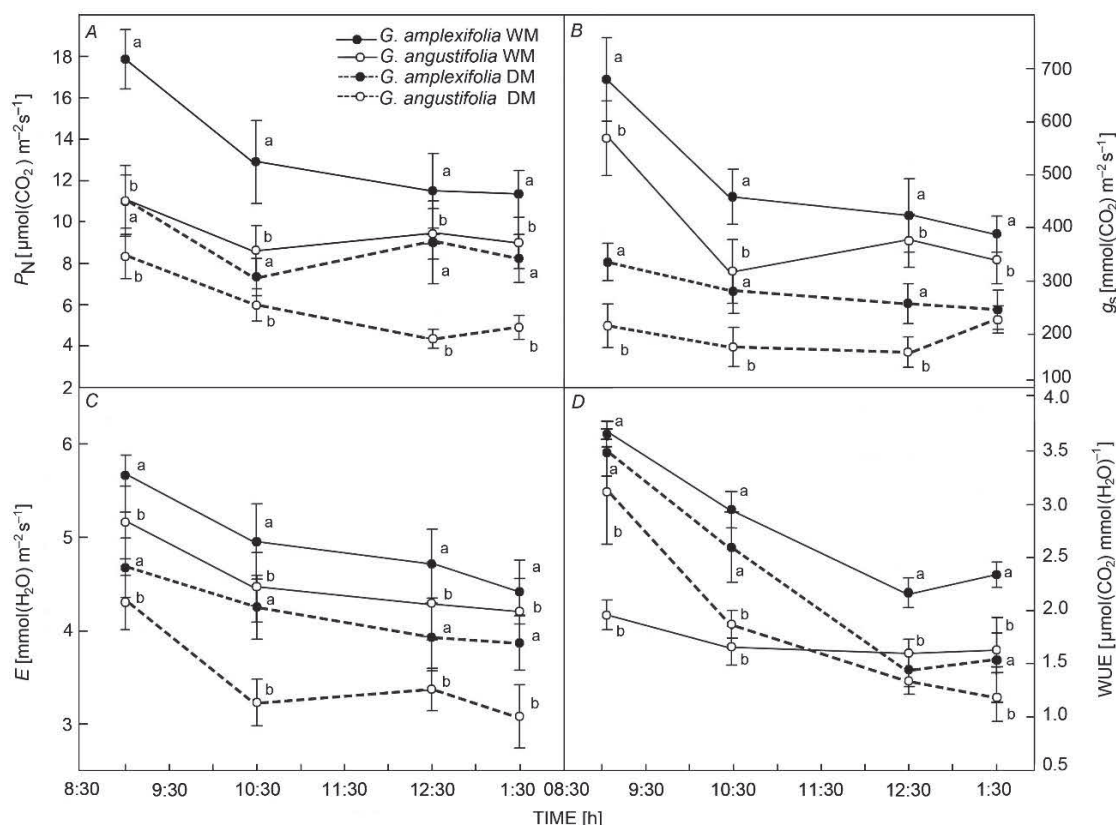 A
G. amplexifolia WM
G. angustifolia WM
G. amplexifolia DM
G. angustifolia DM
18
16
14
12
10
8
6
4
2
P_N [µmol(CO₂) m⁻²s⁻¹]
a
a
a
a
b
a
b
b
b
a
a
a
b
b
b
b
B
700
600
500
400
300
200
100
gₛ [mmol(CO₂) m⁻²s⁻¹]
a
b
a
a
a
b
b
b
a
a
a
b
b
b
C
6
5
4
3
E [mmol(H₂O) m⁻²s⁻¹]
a
b
a
b
a
b
a
b
a
b
a
b
a
b
a
b
D
4.0
3.5
3.0
2.5
2.0
1.5
1.0
0.5
WUE [µmol(CO₂) mmol(H₂O)⁻¹]
a
a
b
b
a
a
b
b
a
b
a
b
a
b
8:30 9:30 10:30 11:30 12:30 1:30 08:30 9:30 10:30 11:30 12:30 1:30
TIME [h]